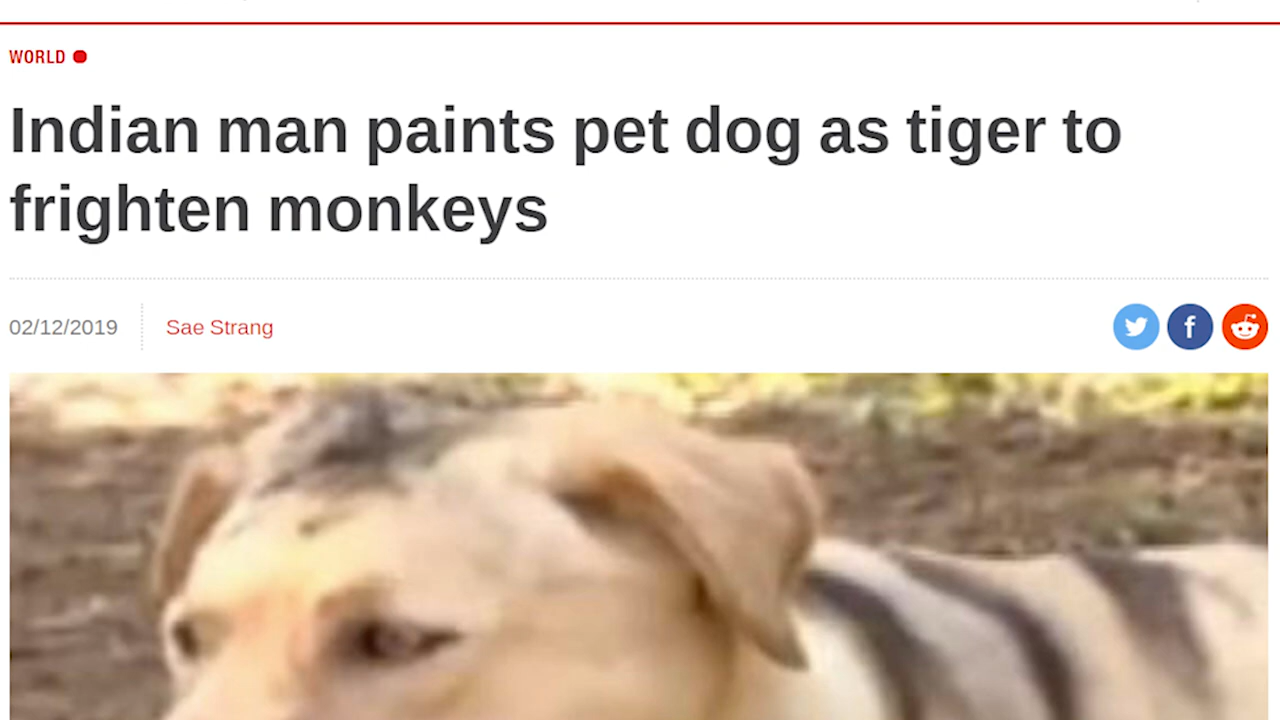 WORLD
Indian man paints pet dog as tiger to
frighten monkeys
02/12/2019
Sae Strang